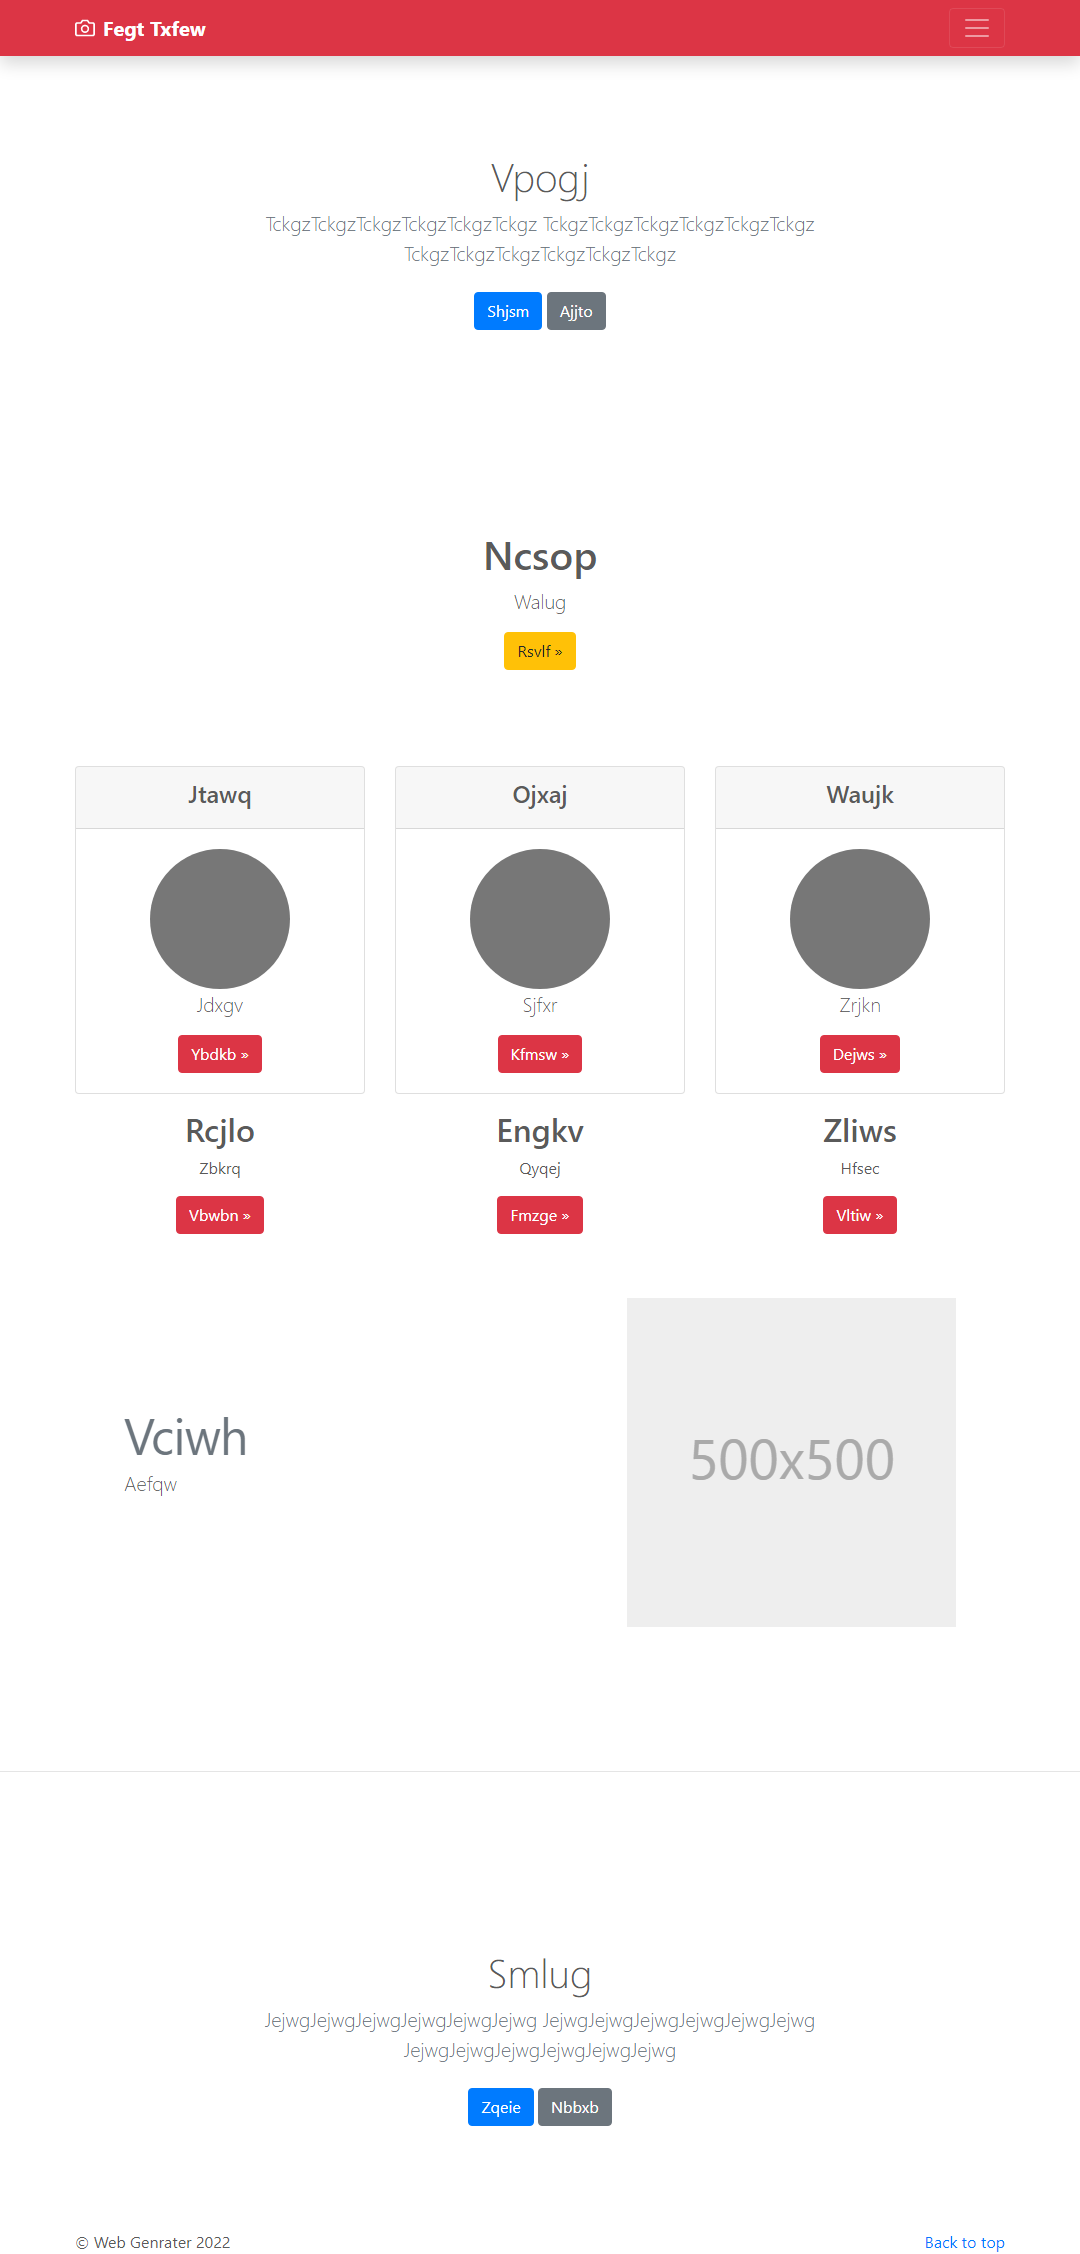 Fegt Txfew
Vpogj
TckgzTckgzTckgzTckgzTckgzTckgz TckgzTckgzTckgzTckgzTckgzTckgz
TckgzTckgzTckgzTckgzTckgzTckgz
Shjsm Ajjto
Ncsop
Walug
Rsvlf »
Jtawq Ojxaj Waujk
Jdxgv Sjfxr Zrjkn
Ybdkb » Kfmsw » Dejws »
Rcjlo Engkv Zliws
Zbkrq Qyqej Hfsec
Vbwbn » Fmzge » Vltiw »
Vciwh
Aefqw
500x500
Smlug
JejwgJejwgJejwgJejwgJejwgJejwg JejwgJejwgJejwgJejwgJejwgJejwg
JejwgJejwgJejwgJejwgJejwgJejwg
Zqeie Nbbxb
© Web Genrater 2022 Back to top